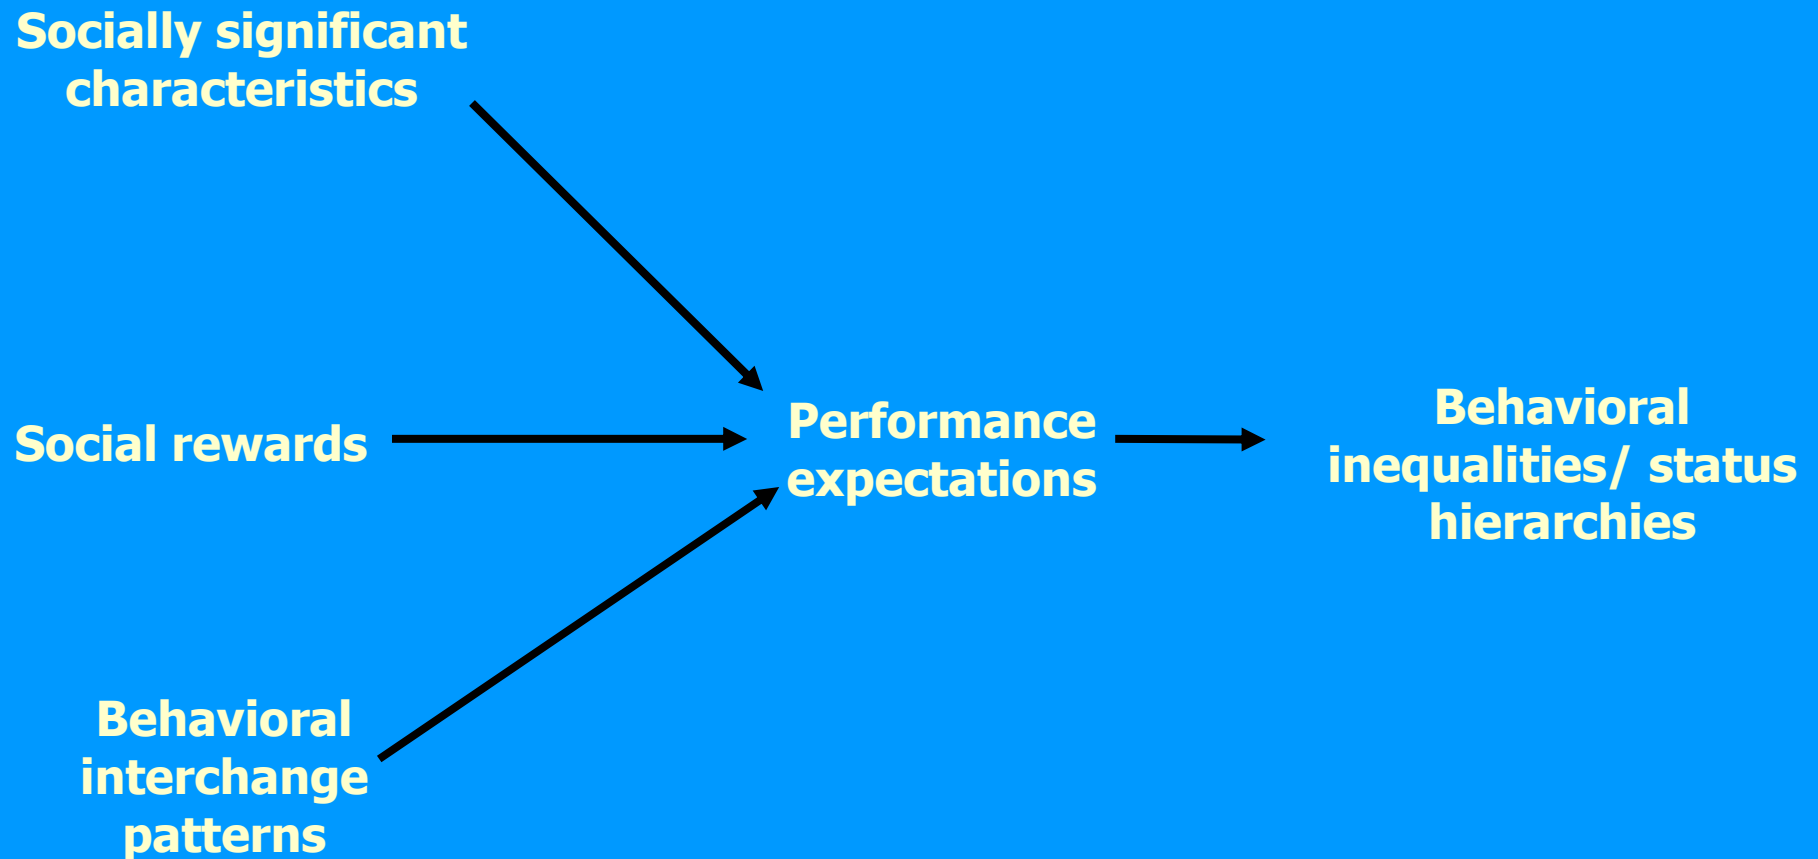 Socially significant
characteristics
Social rewards
Performance
expectations
Behavioral
inequalities/ status
hierarchies
Behavioral
interchange
patterns